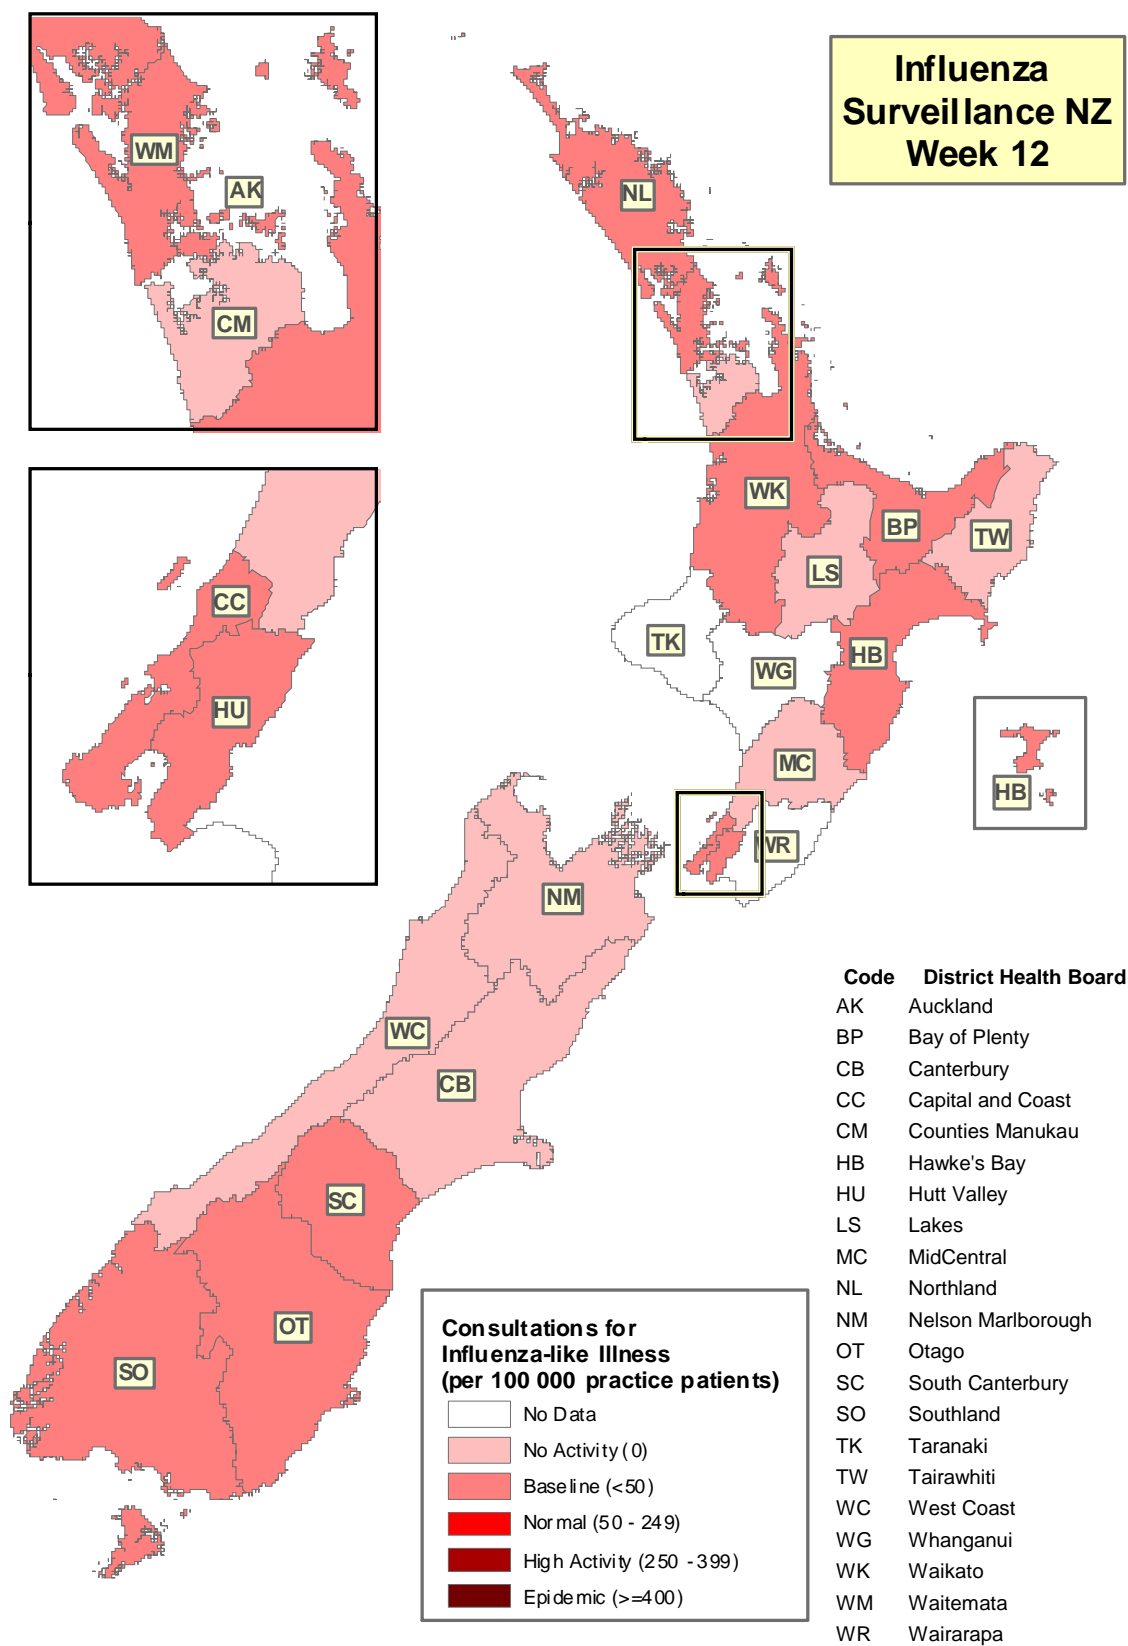 Influenza
Surveillance NZ
Week 12
WM
AK
CM
NL
WK
BP
TW
LS
TK
WG
HB
MC
HB
WR
CC
HU
NM
WC
CB
SC
OT
SO
Code District Health Board
AK Auckland
BP Bay of Plenty
CB Canterbury
CC Capital and Coast
CM Counties Manukau
HB Hawke's Bay
HU Hutt Valley
LS Lakes
MC MidCentral
NL Northland
NM Nelson Marlborough
OT Otago
SC South Canterbury
SO Southland
TK Taranaki
TW Tairawhiti
WC West Coast
WG Whanganui
WK Waikato
WM Waitemata
WR Wairarapa
Consultations for
Influenza-like Illness
(per 100 000 practice patients)
No Data
No Activity (0)
Baseline (<50)
Normal (50 - 249)
High Activity (250 - 399)
Epidemic (>=400)